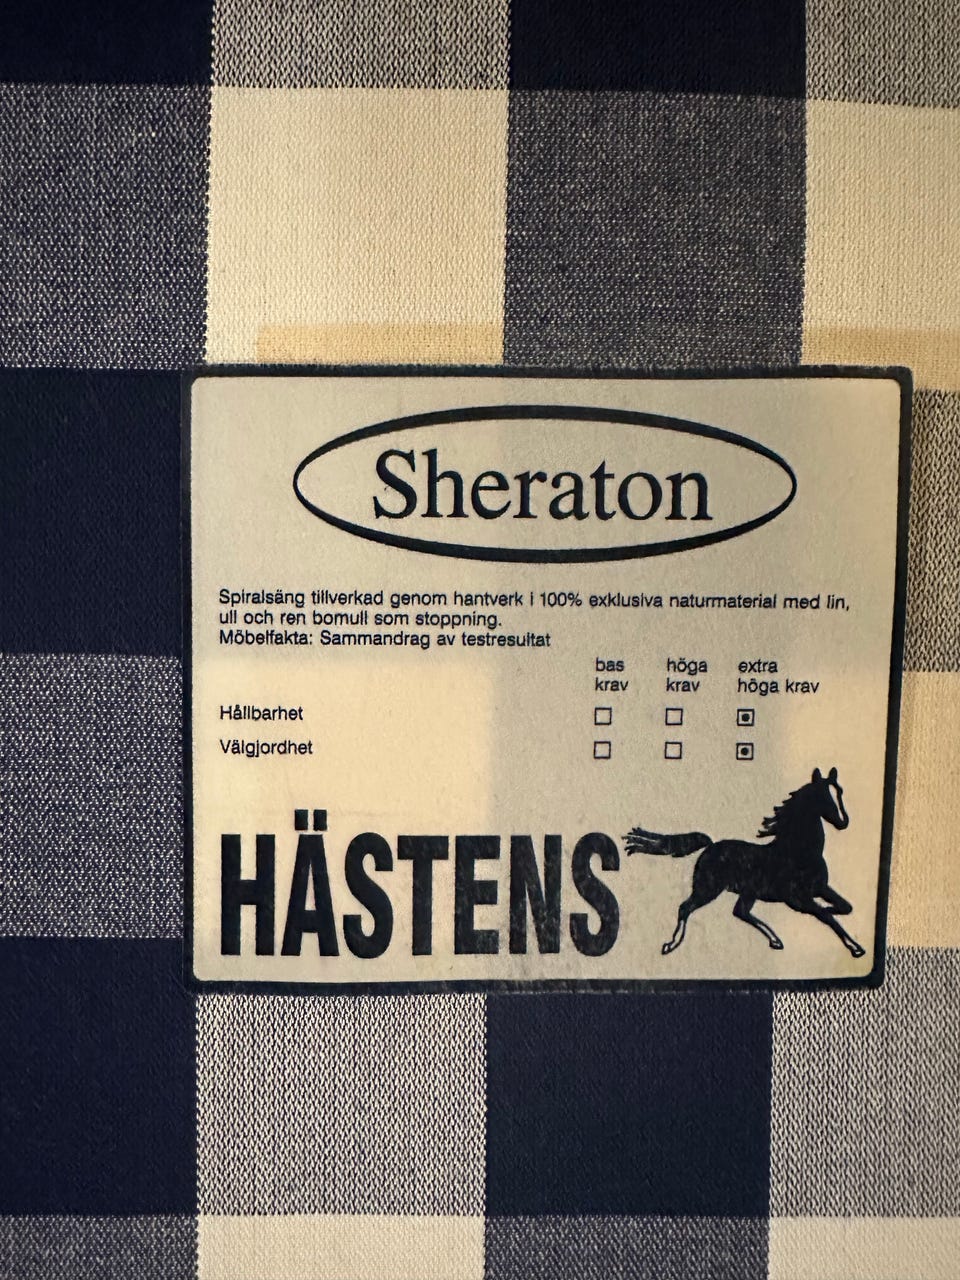 Sheraton
Spiralsäng tillverkad genom hantverk i 100% exklusiva naturmaterial med lin,
ull och ren bomull som stoppning.
Möbelfakta: Sammandrag av testresultat
bas höga extra
krav krav höga krav
Hållbarhet
Välgjordhet
HÄSTENS